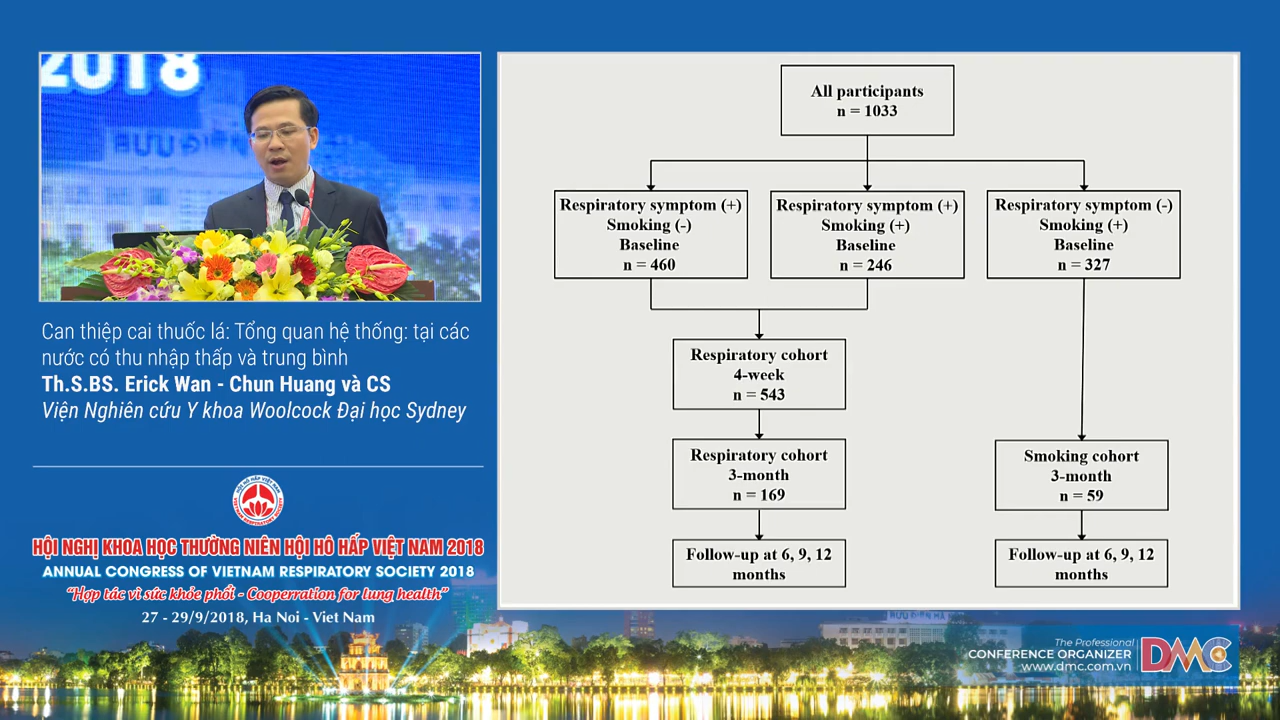 2018
BƯU ĐIỆN
Can thiệp cai thuốc lá: Tổng quan hệ thống: tại các
nước có thu nhập thấp và trung bình
Th.S.BS. Erick Wan - Chun Huang và CS
Viện Nghiên cứu Y khoa Woolcock Đại học Sydney
HỘI NGHỊ KHOA HỌC THƯỜNG NIÊN HỘI HÔ HẤP VIỆT NAM 2018
ANNUAL CONGRESS OF VIETNAM RESPIRATORY SOCIETY 2018
“Hợp tác vì sức khỏe phổi - Cooperration for lung health”
27 - 29/9/2018, Ha Noi - Viet Nam
All participants
n = 1033
Respiratory symptom (+)
Smoking (-)
Baseline
n = 460
Respiratory symptom (+)
Smoking (+)
Baseline
n = 246
Respiratory symptom (-)
Smoking (+)
Baseline
n = 327
Respiratory cohort
4-week
n = 543
Respiratory cohort
3-month
n = 169
Smoking cohort
3-month
n = 59
Follow-up at 6, 9, 12
months
Follow-up at 6, 9, 12
months
The Professional
CONFERENCE ORGANIZER
www.dmc.com.vn
DMC